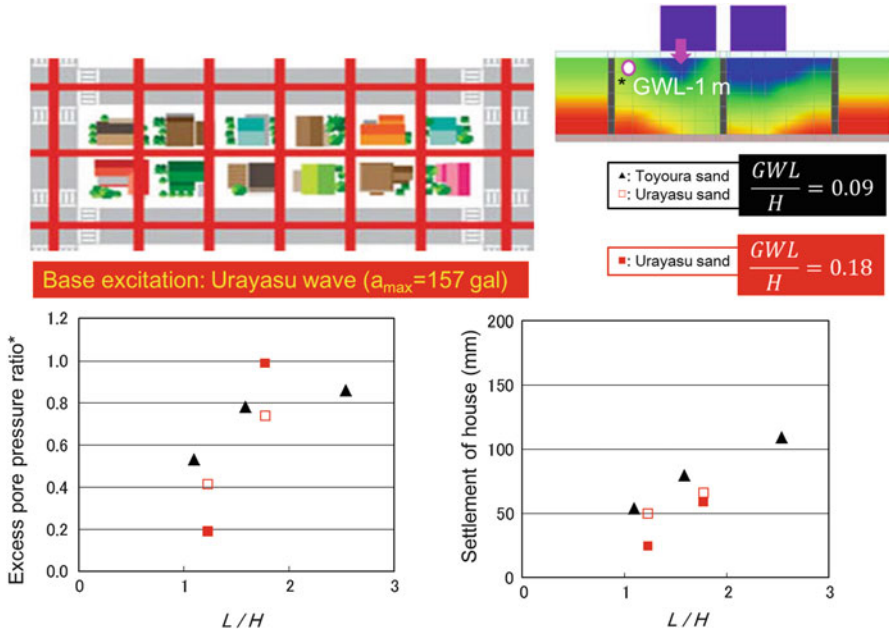 * GWL-1 m
▲: Toyoura sand
□: Urayasu sand
GWL/H = 0.09
■: Urayasu sand
GWL/H = 0.18
Base excitation: Urayasu wave (amax=157 gal)
Excess pore pressure ratio*
1.2
1.0
0.8
0.6
0.4
0.2
0.0
0 1 2 3
L / H
Settlement of house (mm)
200
150
100
50
0
0 1 2 3
L / H